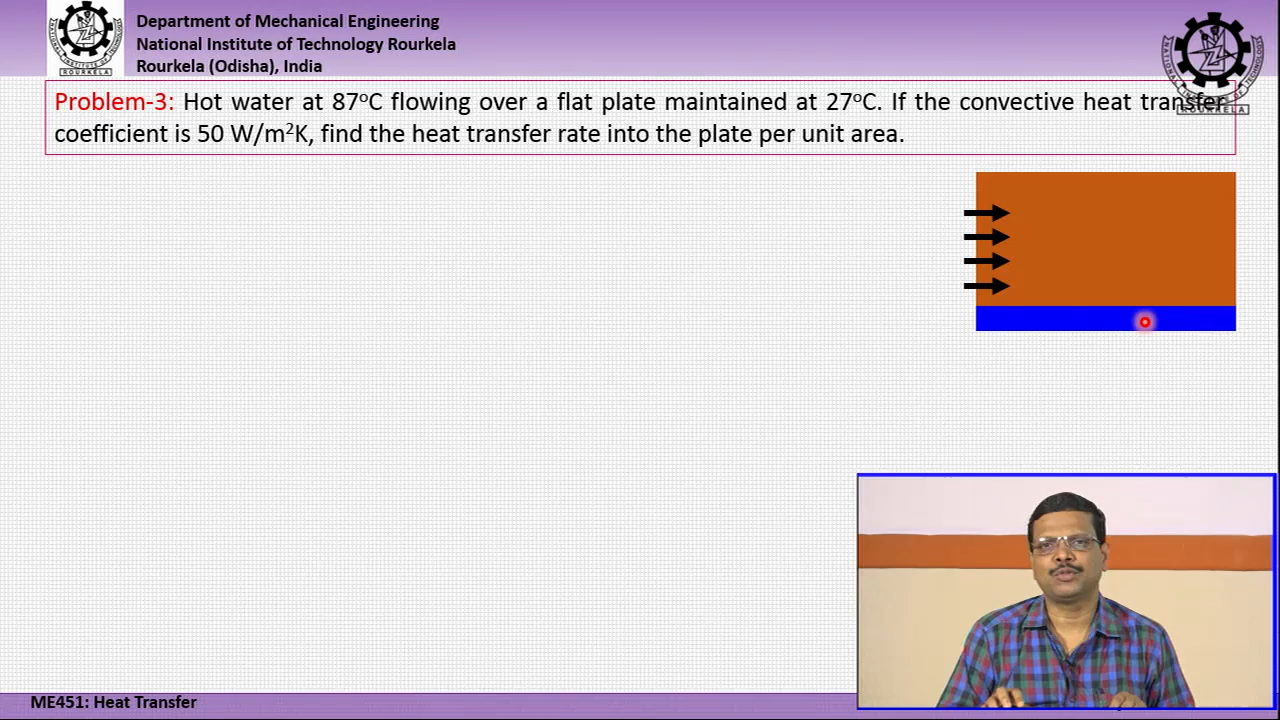 Department of Mechanical Engineering
National Institute of Technology Rourkela
Rourkela (Odisha), India
ROURKELA
ROURKELA
Problem-3: Hot water at 87°C flowing over a flat plate maintained at 27°C. If the convective heat transfer
coefficient is 50 W/m²K, find the heat transfer rate into the plate per unit area.
ME451: Heat Transfer